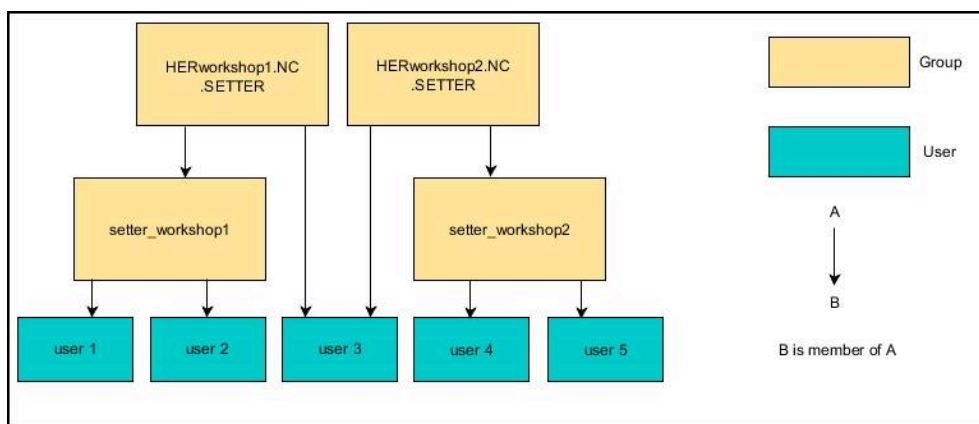 HERworkshop1.NC
.SETTER
HERworkshop2.NC
.SETTER
Group
User
setter_workshop1
setter_workshop2
A
B
user 1
user 2
user 3
user 4
user 5
B is member of A